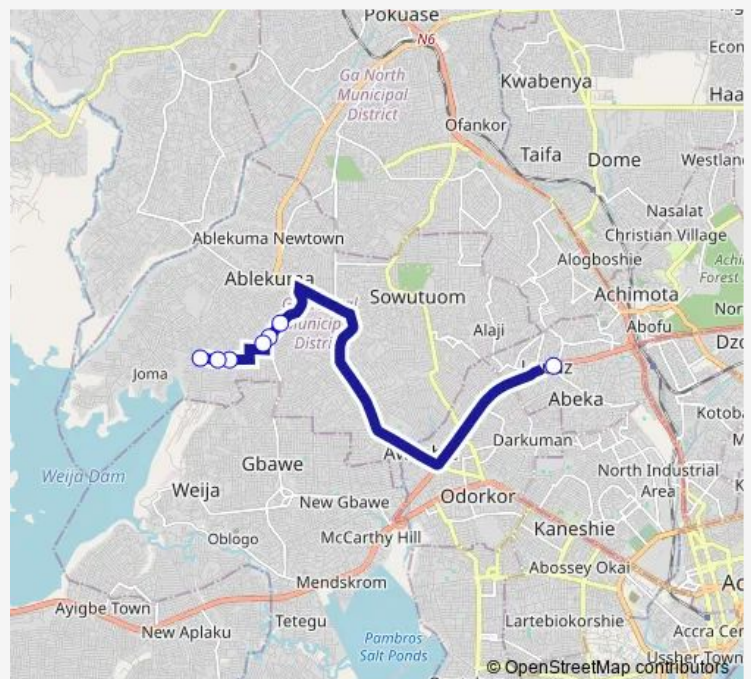 Pokuase
N6
Econ
Ga North
Municipal
District
Kwabenya
Haa
Ofankor
Taifa
Dome
Westland
Nasalat
Christian Village
Ablekuma Newtown
Alogboshie
Achi
Forest
Ablekuma
Sowutuom
Achimota
Nor
Abofu
Alaji
Dzo
Joma
Abeka
Kotoba
Darkuman
M
Gbawe
North Industrial
Area
K
Weija Dam
Weija
Odorkor
New Gbawe
Kaneshie
Oblogo
McCarthy Hill
Abossey Okai
Mendskrom
Ac
Ayigbe Town
Tetegu
Lartebiokorshie
New Aplaku
Accra Cen
Pambros
Salt Ponds
Ussher Town
© OpenStreetMap contributors